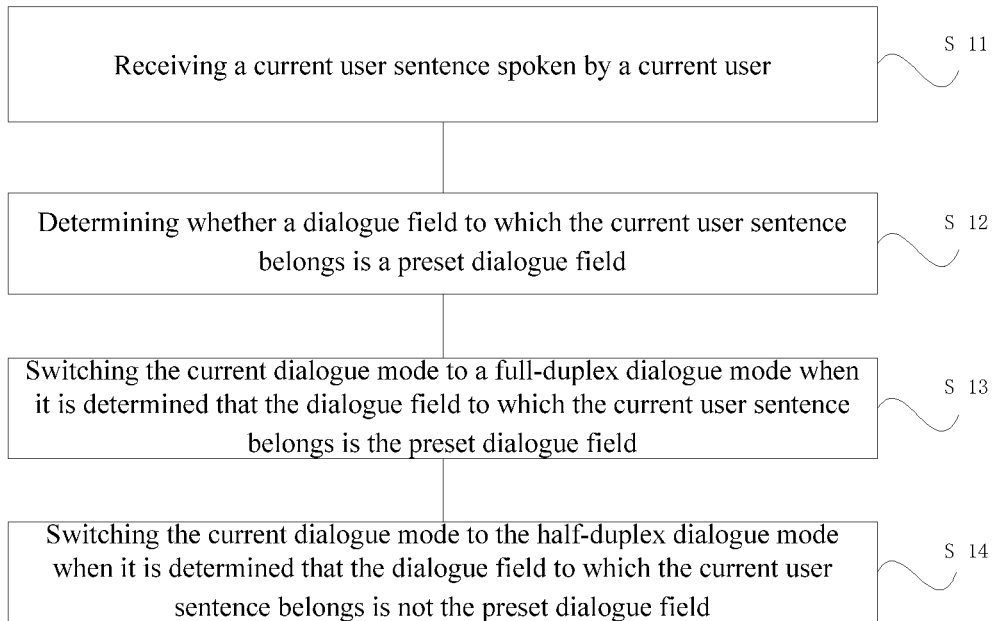 Receiving a current user sentence spoken by a current user
S 11
Determining whether a dialogue field to which the current user sentence
belongs is a preset dialogue field
S 12
Switching the current dialogue mode to a full-duplex dialogue mode when
it is determined that the dialogue field to which the current user sentence
belongs is the preset dialogue field
S 13
Switching the current dialogue mode to the half-duplex dialogue mode
when it is determined that the dialogue field to which the current user
sentence belongs is not the preset dialogue field
S 14